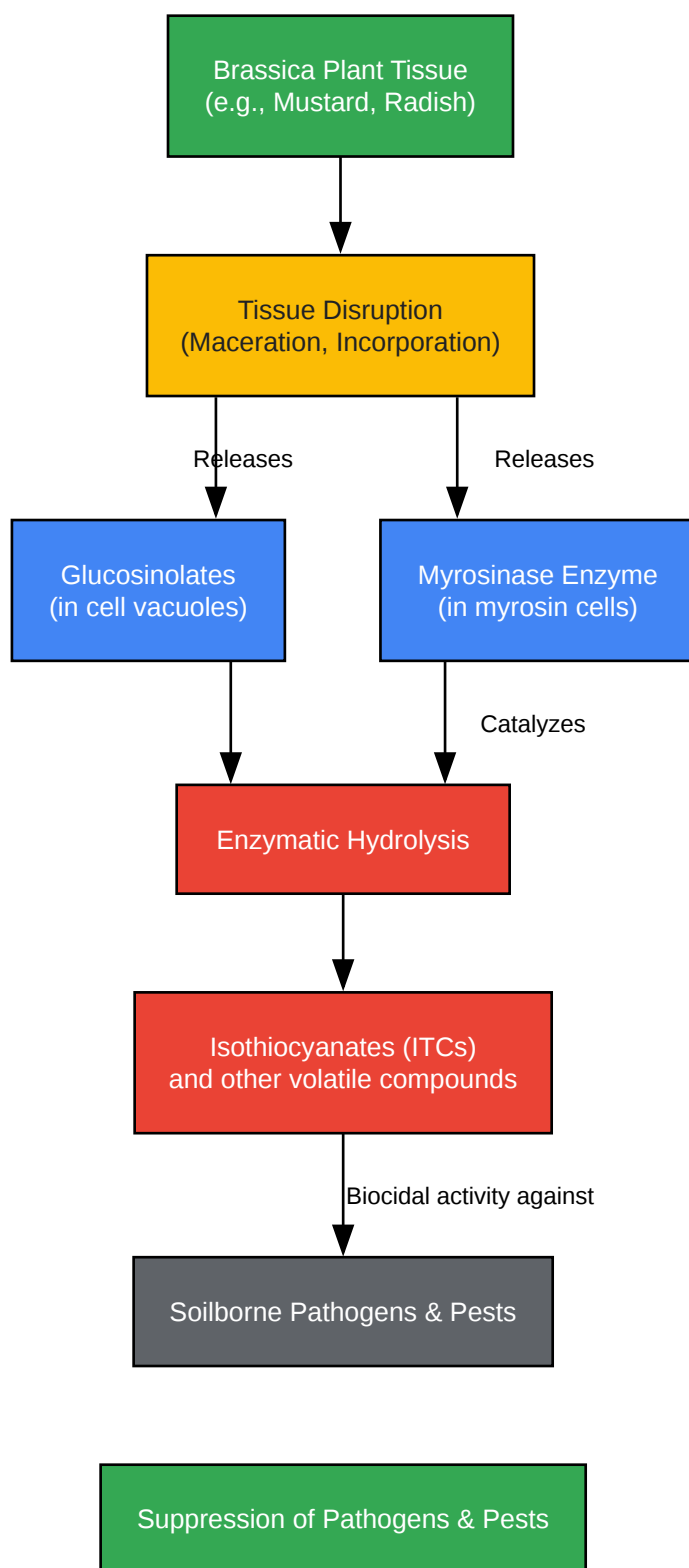 Brassica Plant Tissue
(e.g., Mustard, Radish)
Tissue Disruption
(Maceration, Incorporation)
Releases
Releases
Glucosinolates
(in cell vacuoles)
Myrosinase Enzyme
(in myrosin cells)
Catalyzes
Enzymatic Hydrolysis
Isothiocyanates (ITCs)
and other volatile compounds
Biocidal activity against
Soilborne Pathogens & Pests
Suppression of Pathogens & Pests